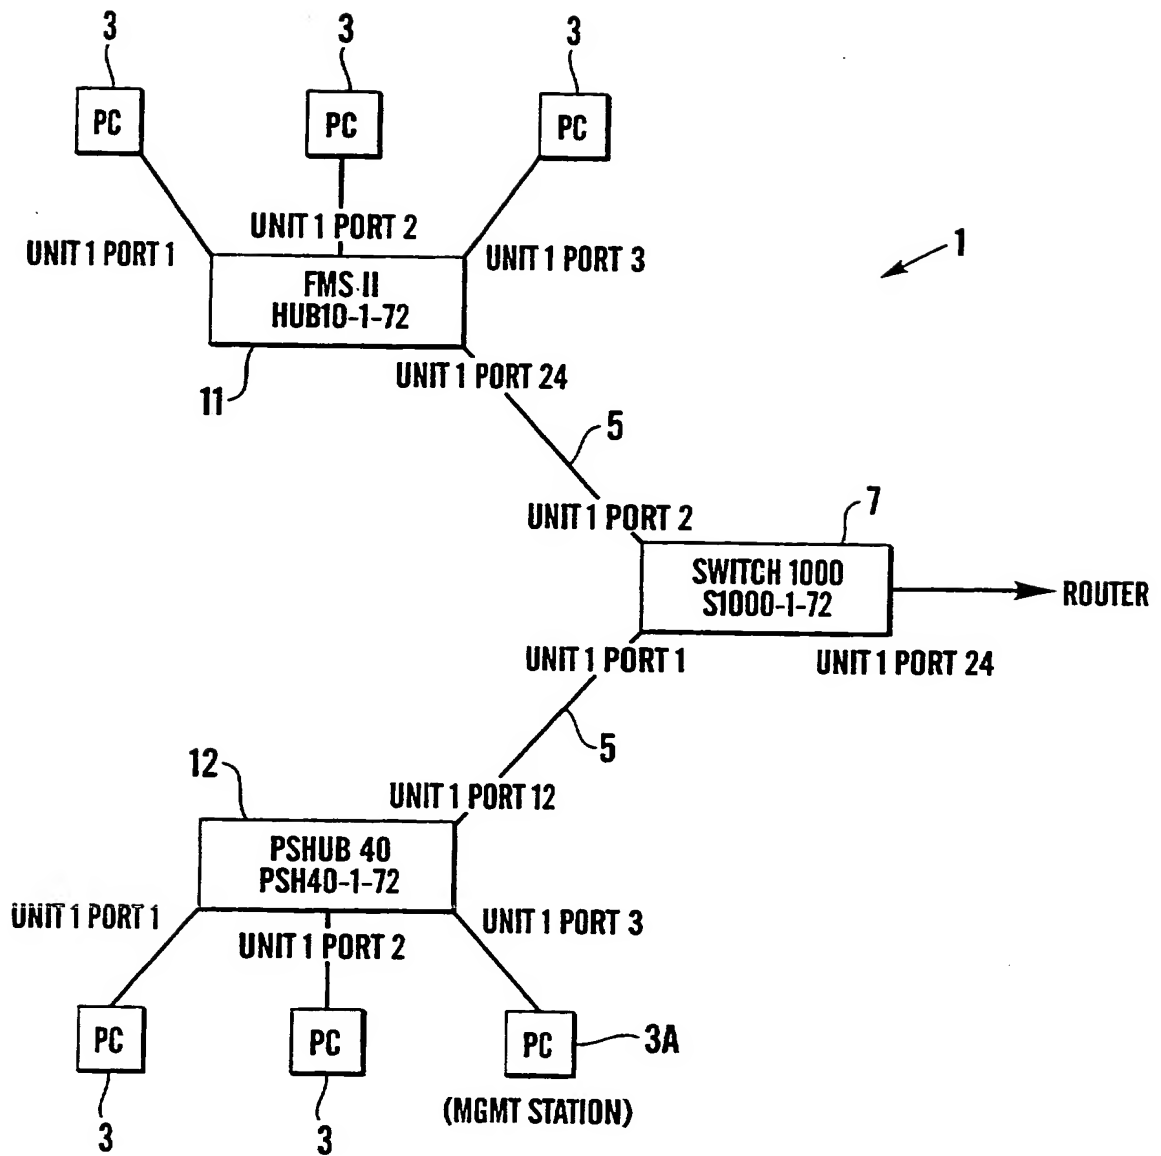 3
3
3
PC
PC
PC
UNIT 1 PORT 1
UNIT 1 PORT 2
UNIT 1 PORT 3
1
FMS II
HUB10-1-72
11
UNIT 1 PORT 24
5
UNIT 1 PORT 2
7
SWITCH 1000
S1000-1-72
ROUTER
UNIT 1 PORT 1
UNIT 1 PORT 24
5
12
UNIT 1 PORT 12
PSHUB 40
PSH40-1-72
UNIT 1 PORT 1
UNIT 1 PORT 2
UNIT 1 PORT 3
PC
PC
PC
3A
3
3
(MGMT STATION)